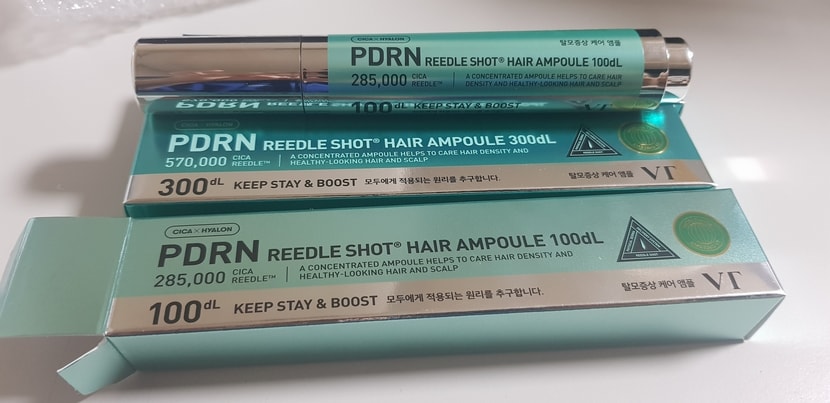 CICA × HYALON
탈모증상 케어 앰플
PDRN REEDLE SHOT® HAIR AMPOULE 100dL
285,000 CICA REEDLE™ A CONCENTRATED AMPOULE HELPS TO CARE HAIR DENSITY AND HEALTHY-LOOKING HAIR AND SCALP
100dL KEEP STAY & BOOST
VT
PDRN REEDLE SHOT® HAIR AMPOULE 300dL
570,000 CICA REEDLE™ A CONCENTRATED AMPOULE HELPS TO CARE HAIR DENSITY AND HEALTHY-LOOKING HAIR AND SCALP
300dL KEEP STAY & BOOST 모두에게 적용되는 원리를 추구합니다.
탈모증상 케어 앰플 VT
CICA × HYALON
PDRN REEDLE SHOT® HAIR AMPOULE 100dL
285,000 CICA REEDLE™ A CONCENTRATED AMPOULE HELPS TO CARE HAIR DENSITY AND HEALTHY-LOOKING HAIR AND SCALP
REEDLE SHOT
100dL KEEP STAY & BOOST 모두에게 적용되는 원리를 추구합니다.
탈모증상 케어 앰플 VT